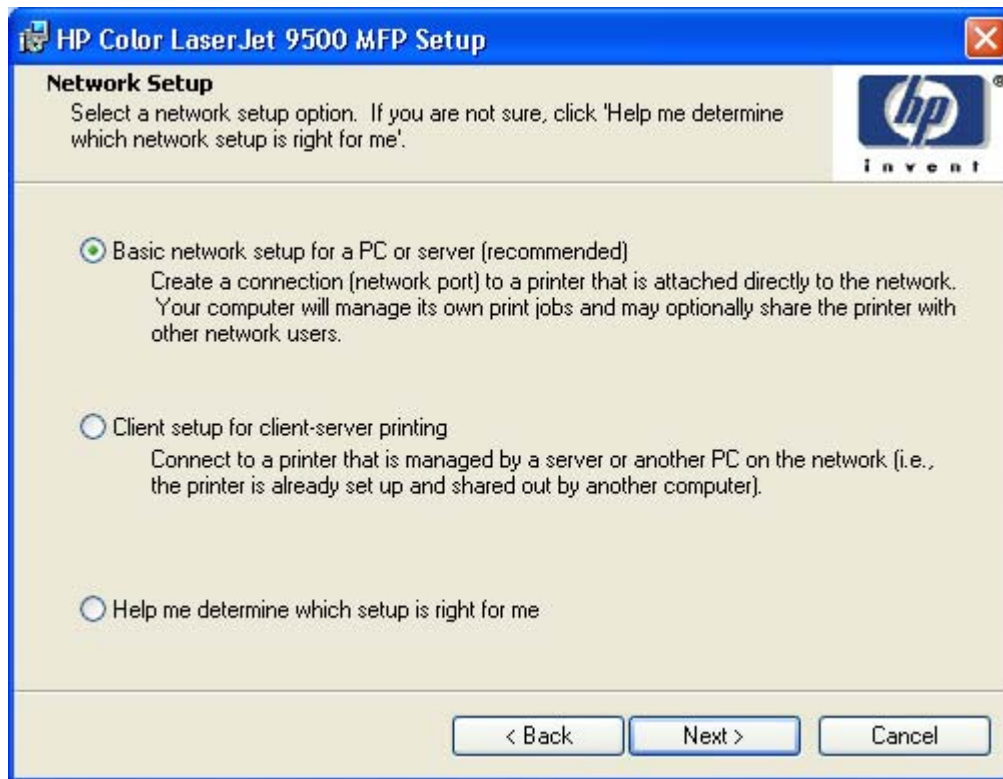 HP Color LaserJet 9500 MFP Setup
Network Setup
Select a network setup option.  If you are not sure, click 'Help me determine
which network setup is right for me'.
hp
®
invent
Basic network setup for a PC or server (recommended)
Create a connection (network port) to a printer that is attached directly to the network.
Your computer will manage its own print jobs and may optionally share the printer with
other network users.
Client setup for client-server printing
Connect to a printer that is managed by a server or another PC on the network (i.e.,
the printer is already set up and shared out by another computer).
Help me determine which setup is right for me
< Back
Next >
Cancel